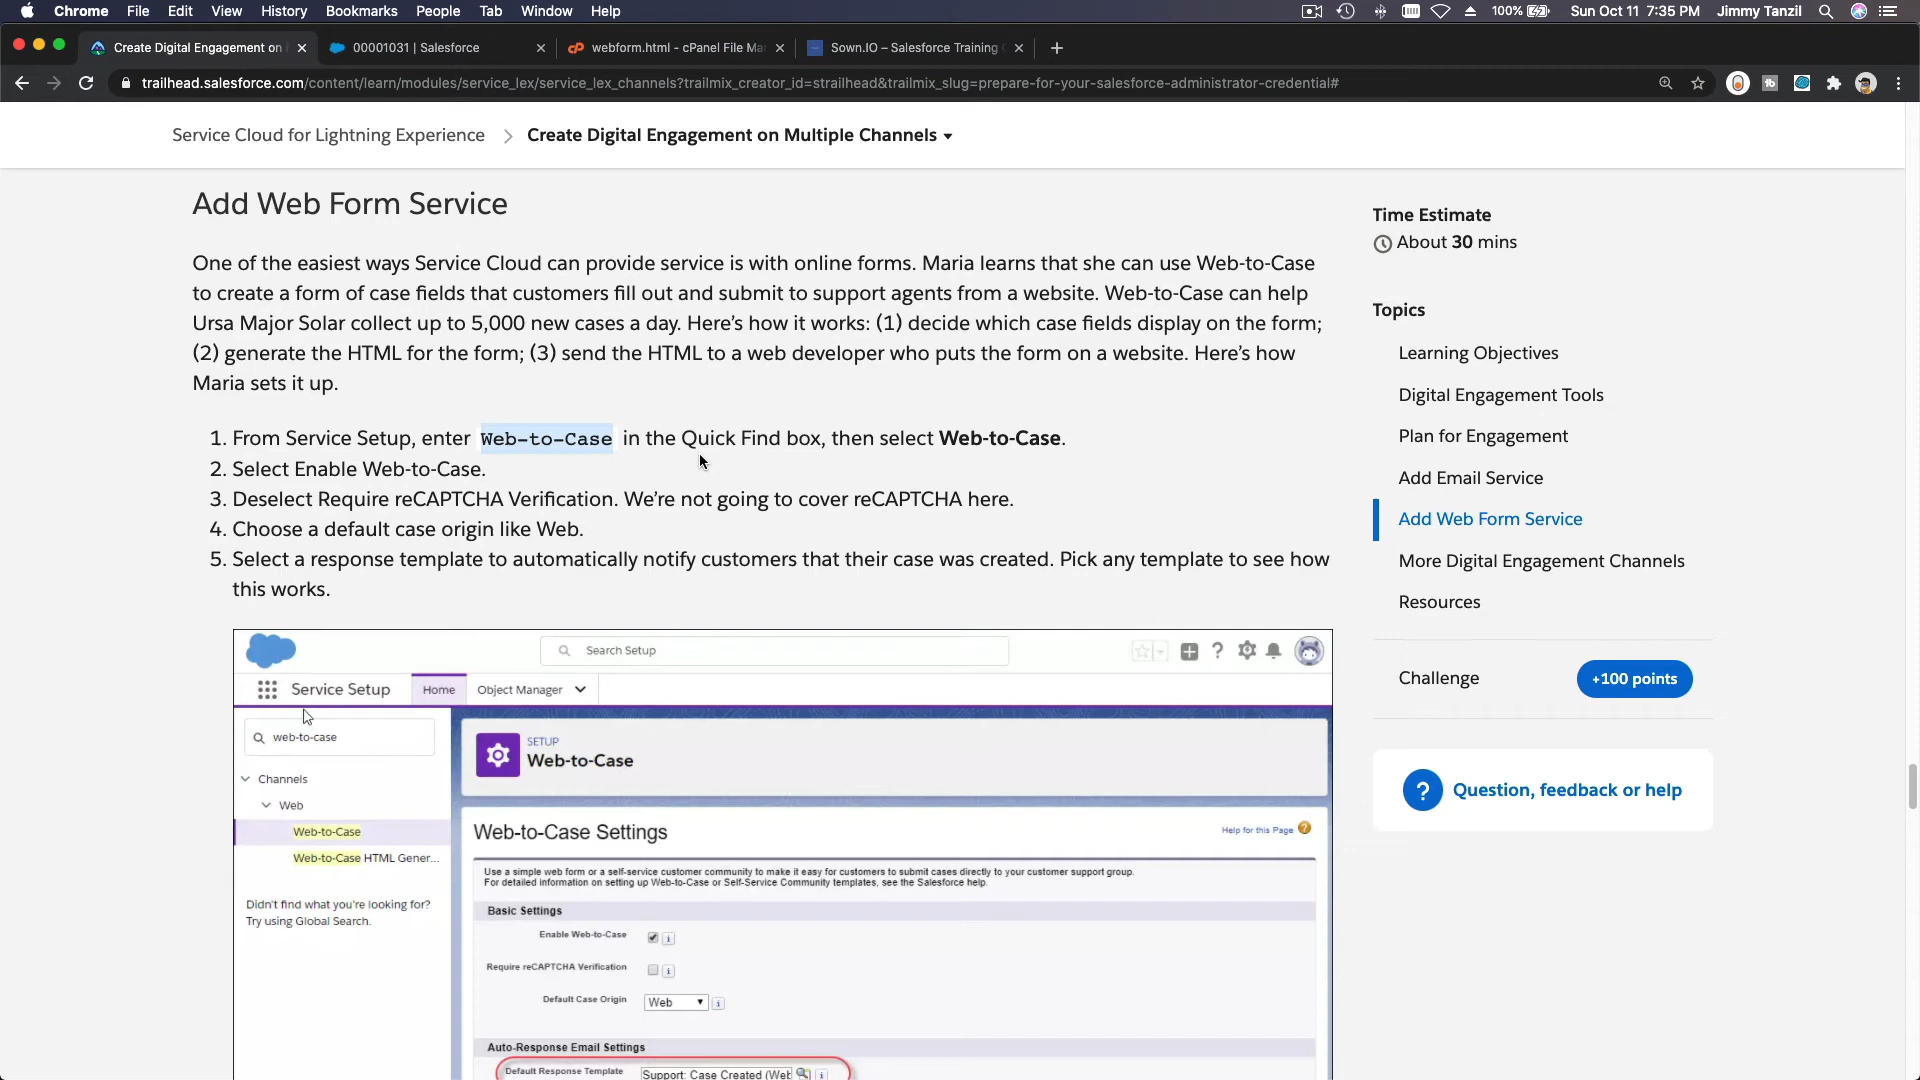 Chrome File Edit View History Bookmarks People Tab Window Help 100% Sun Oct 11 7:35 PM Jimmy Tanzil
Create Digital Engagement on 00001031 | Salesforce webform.html - cPanel File Ma Sown.IO – Salesforce Training
trailhead.salesforce.com/content/learn/modules/service_lex/service_lex_channels?trailmix_creator_id=strailhead&trailmix_slug=prepare-for-your-salesforce-administrator-credential#
Service Cloud for Lightning Experience Create Digital Engagement on Multiple Channels
Add Web Form Service
One of the easiest ways Service Cloud can provide service is with online forms. Maria learns that she can use Web-to-Case
to create a form of case fields that customers fill out and submit to support agents from a website. Web-to-Case can help
Ursa Major Solar collect up to 5,000 new cases a day. Here's how it works: (1) decide which case fields display on the form;
(2) generate the HTML for the form; (3) send the HTML to a web developer who puts the form on a website. Here's how
Maria sets it up.
1. From Service Setup, enter Web-to-Case in the Quick Find box, then select Web-to-Case.
2. Select Enable Web-to-Case.
3. Deselect Require reCAPTCHA Verification. We're not going to cover reCAPTCHA here.
4. Choose a default case origin like Web.
5. Select a response template to automatically notify customers that their case was created. Pick any template to see how
this works.
Search Setup
Service Setup Home Object Manager
web-to-case
Channels
Web
Web-to-Case
Web-to-Case HTML Gener...
Didn't find what you're looking for?
Try using Global Search.
SETUP
Web-to-Case
Web-to-Case Settings
Help for this Page
Use a simple web form or a self-service customer community to make it easy for customers to submit cases directly to your customer support group.
For detailed information on setting up Web-to-Case or Self-Service Community templates, see the Salesforce help.
Basic Settings
Enable Web-to-Case
Require reCAPTCHA Verification
Default Case Origin Web
Auto-Response Email Settings
Default Response Template Support: Case Created (Web
Time Estimate
About 30 mins
Topics
Learning Objectives
Digital Engagement Tools
Plan for Engagement
Add Email Service
Add Web Form Service
More Digital Engagement Channels
Resources
Challenge +100 points
Question, feedback or help